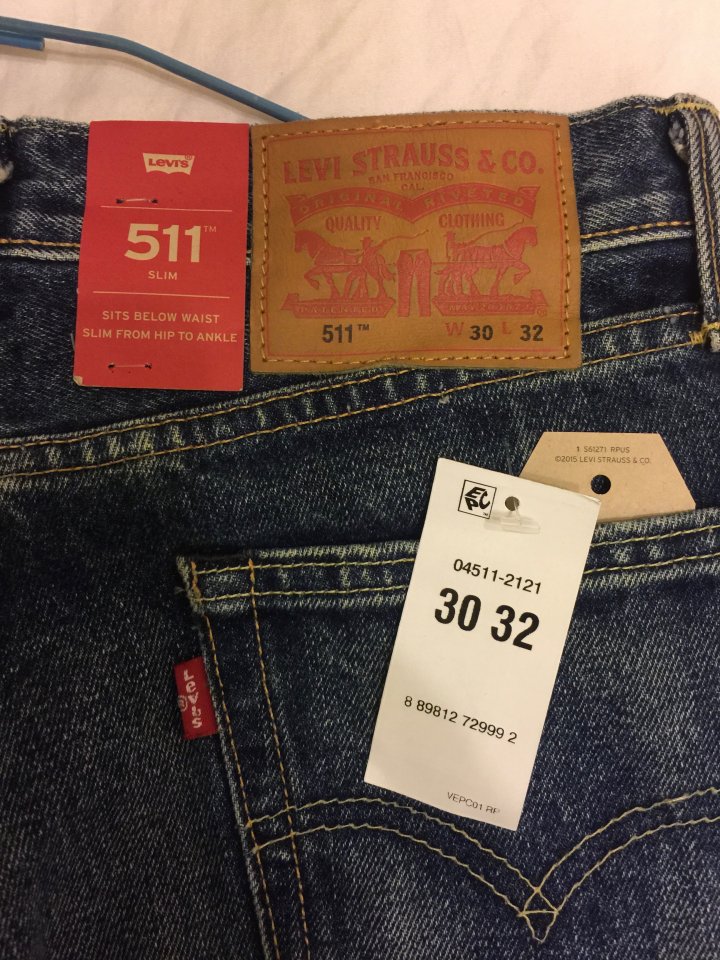 Levi's®
511™
SLIM
SITS BELOW WAIST
SLIM FROM HIP TO ANKLE
LEVI STRAUSS & CO.
SAN FRANCISCO
CAL.
ORIGINAL RIVETED
QUALITY CLOTHING
PATENTED
511™ W 30 L 32
1 S61271 RPUS
©2015 LEVI STRAUSS & CO.
EPC
04511-2121
30 32
8 89812 72999 2
VEPC01 RP
Levi's
®